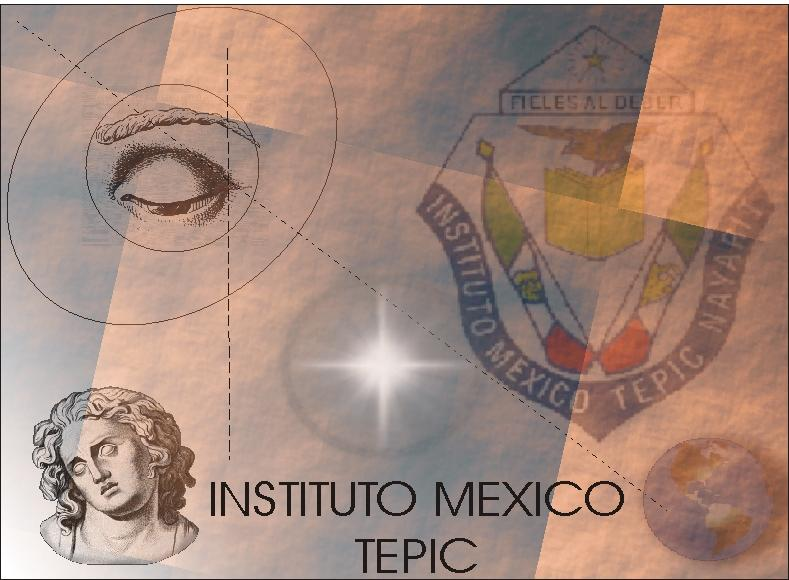 FIELES AL DEBER
INSTITUTO MEXICO TEPIC NAYARIT
INSTITUTO MEXICO
TEPIC